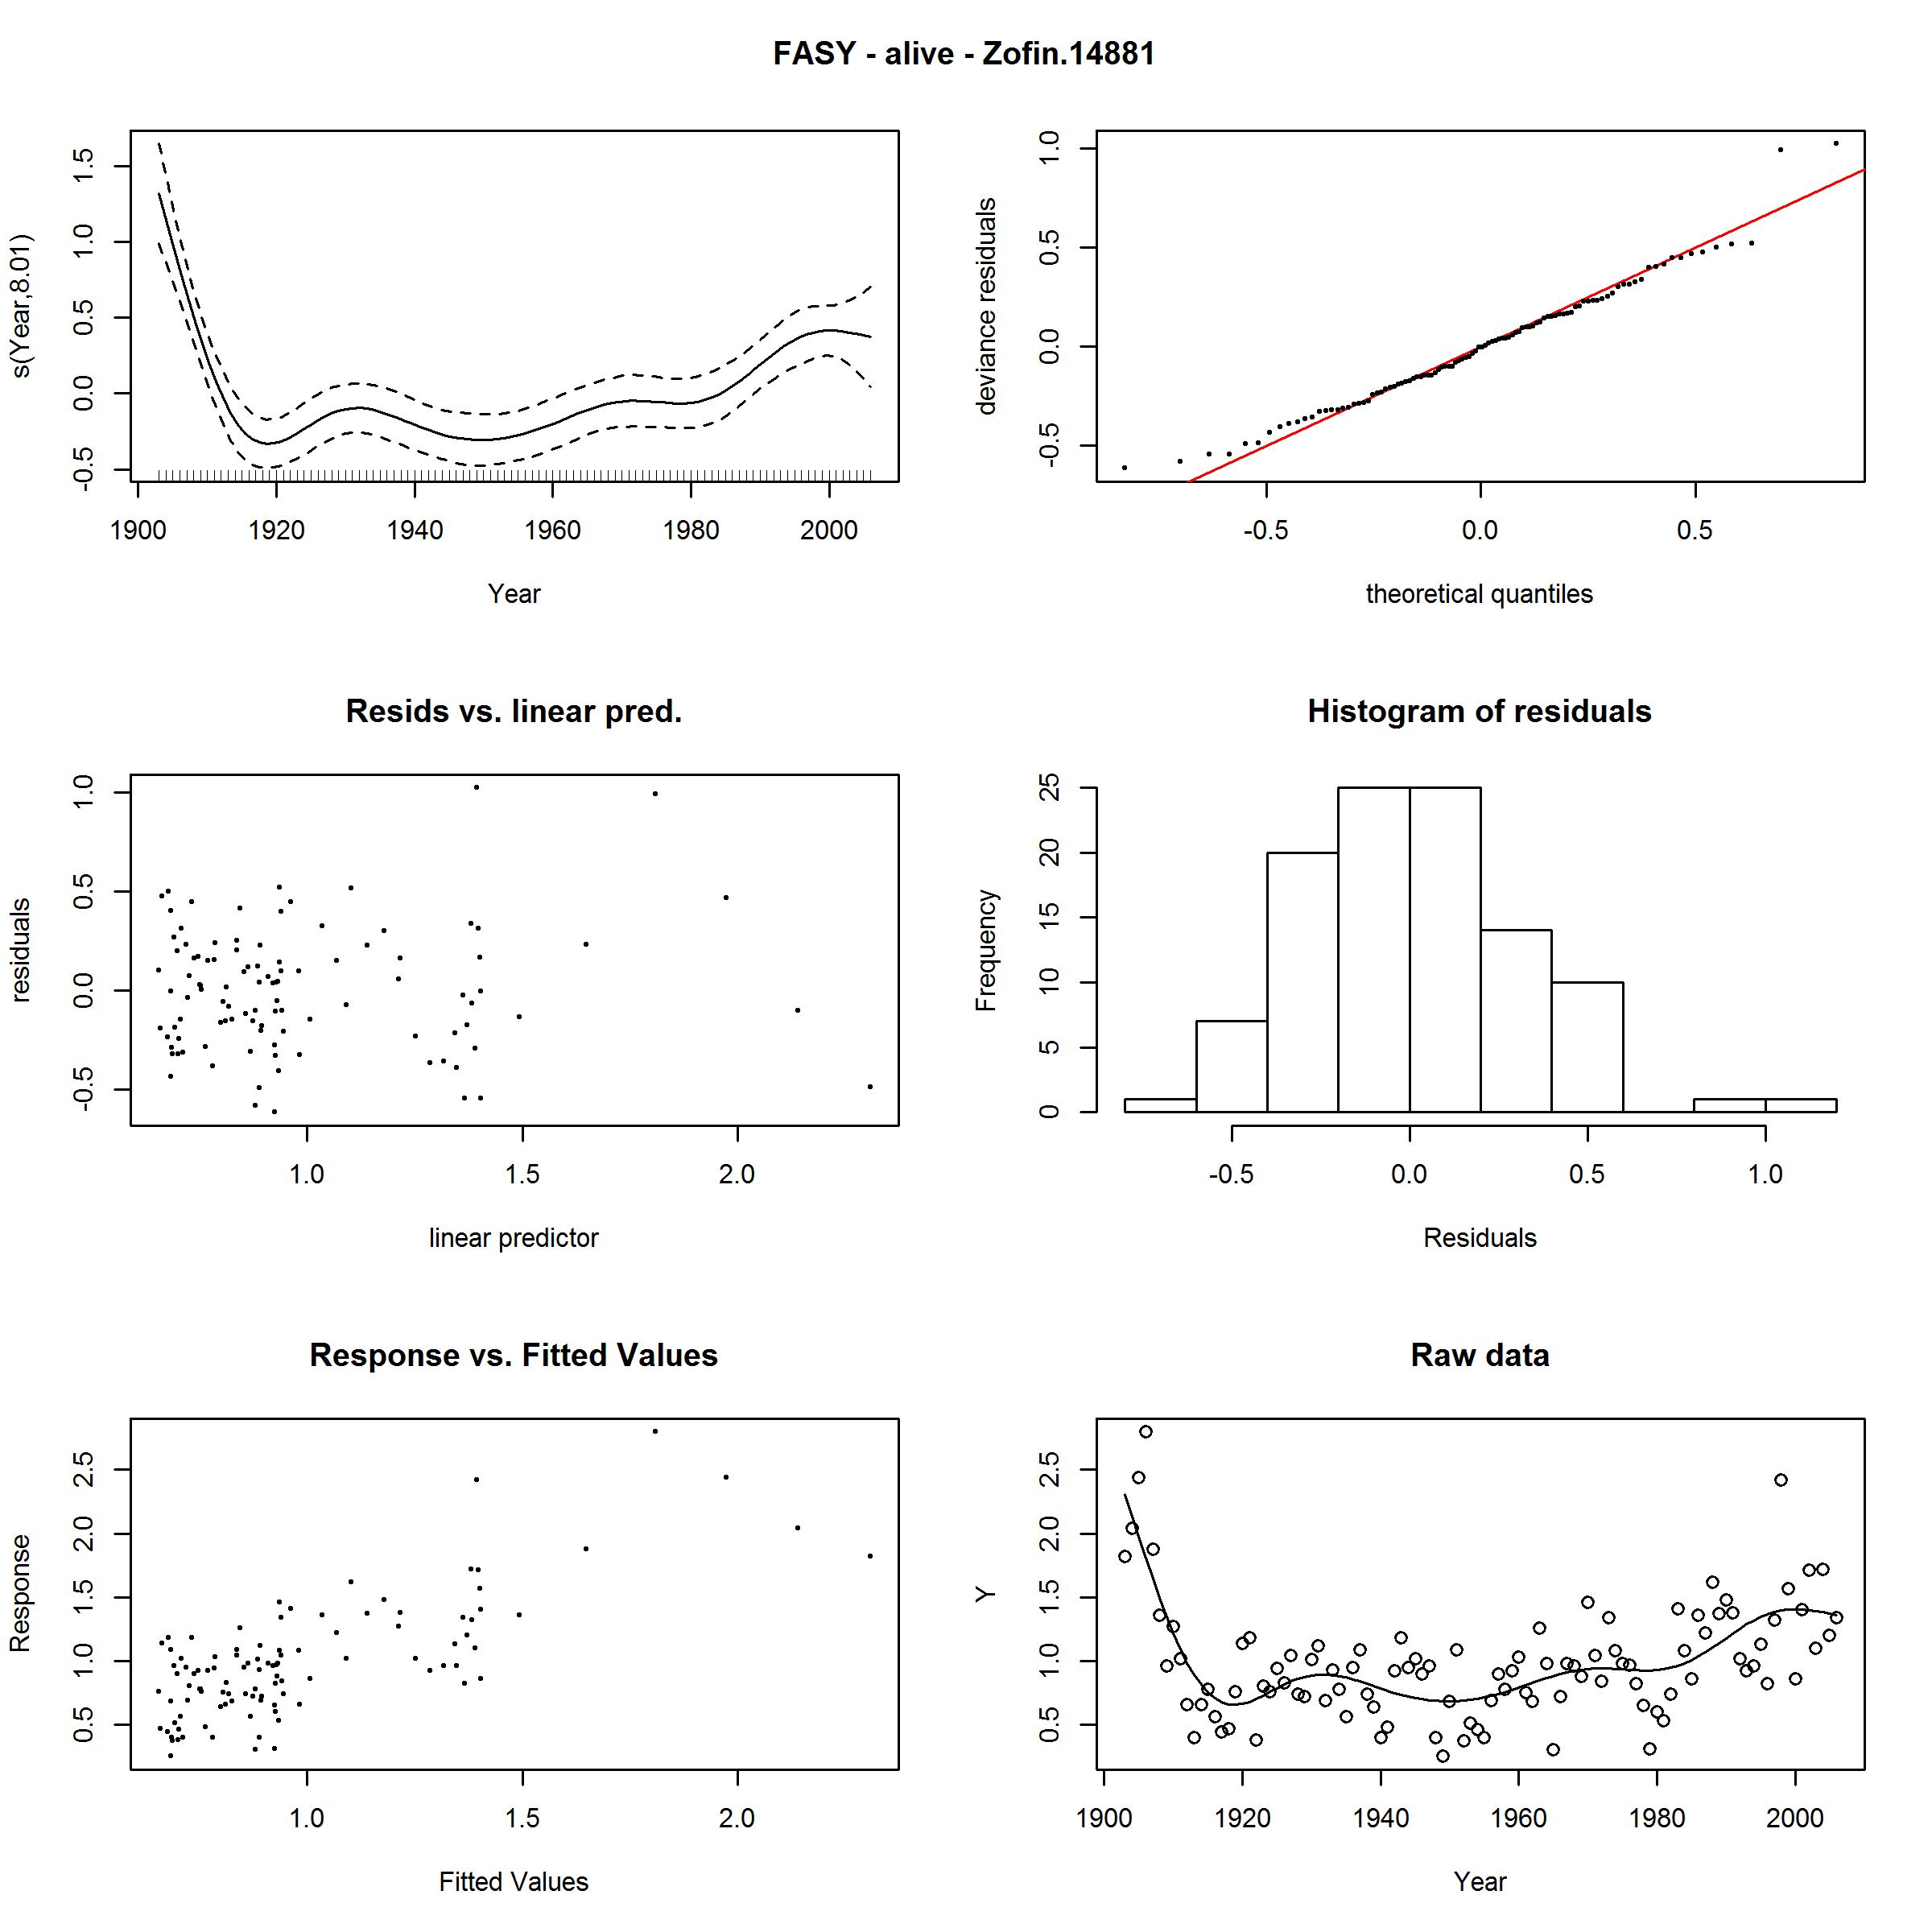 FASY - alive - Zofin.14881
s(Year,8.01)
-0.5 0.0 0.5 1.0 1.5
1900 1920 1940 1960 1980 2000
Year
deviance residuals
-0.5 0.0 0.5 1.0
-0.5 0.0 0.5
theoretical quantiles
Resids vs. linear pred.
residuals
-0.5 0.0 0.5 1.0
1.0 1.5 2.0
linear predictor
Histogram of residuals
Frequency
0 5 10 15 20 25
-0.5 0.0 0.5 1.0
Residuals
Response vs. Fitted Values
Response
0.5 1.0 1.5 2.0 2.5
1.0 1.5 2.0
Fitted Values
Raw data
Y
0.5 1.0 1.5 2.0 2.5
1900 1920 1940 1960 1980 2000
Year